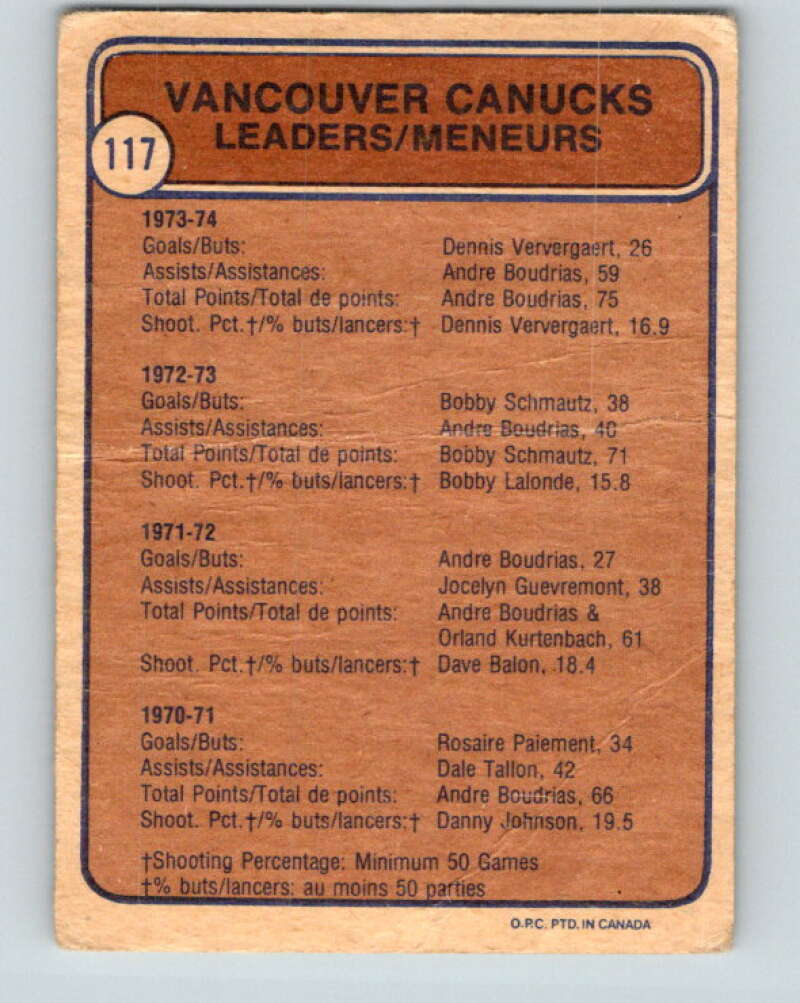 VANCOUVER CANUCKS
LEADERS/MENEURS
117
1973-74
Goals/Buts: Dennis Ververgaert, 26
Assists/Assistances: Andre Boudrias, 59
Total Points/Total de points: Andre Boudrias, 75
Shoot. Pct.†/% buts/lancers:† Dennis Ververgaert, 16.9
1972-73
Goals/Buts: Bobby Schmautz, 38
Assists/Assistances: Andre Boudrias, 40
Total Points/Total de points: Bobby Schmautz, 71
Shoot. Pct.†/% buts/lancers:† Bobby Lalonde, 15.8
1971-72
Goals/Buts: Andre Boudrias, 27
Assists/Assistances: Jocelyn Guevremont, 38
Total Points/Total de points: Andre Boudrias &
Orland Kurtenbach, 61
Shoot. Pct.†/% buts/lancers:† Dave Balon, 18.4
1970-71
Goals/Buts: Rosaire Paiement, 34
Assists/Assistances: Dale Tallon, 42
Total Points/Total de points: Andre Boudrias, 66
Shoot. Pct.†/% buts/lancers:† Danny Johnson, 19.5
†Shooting Percentage: Minimum 50 Games
†% buts/lancers: au moins 50 parties
O.P.C. PTD. IN CANADA